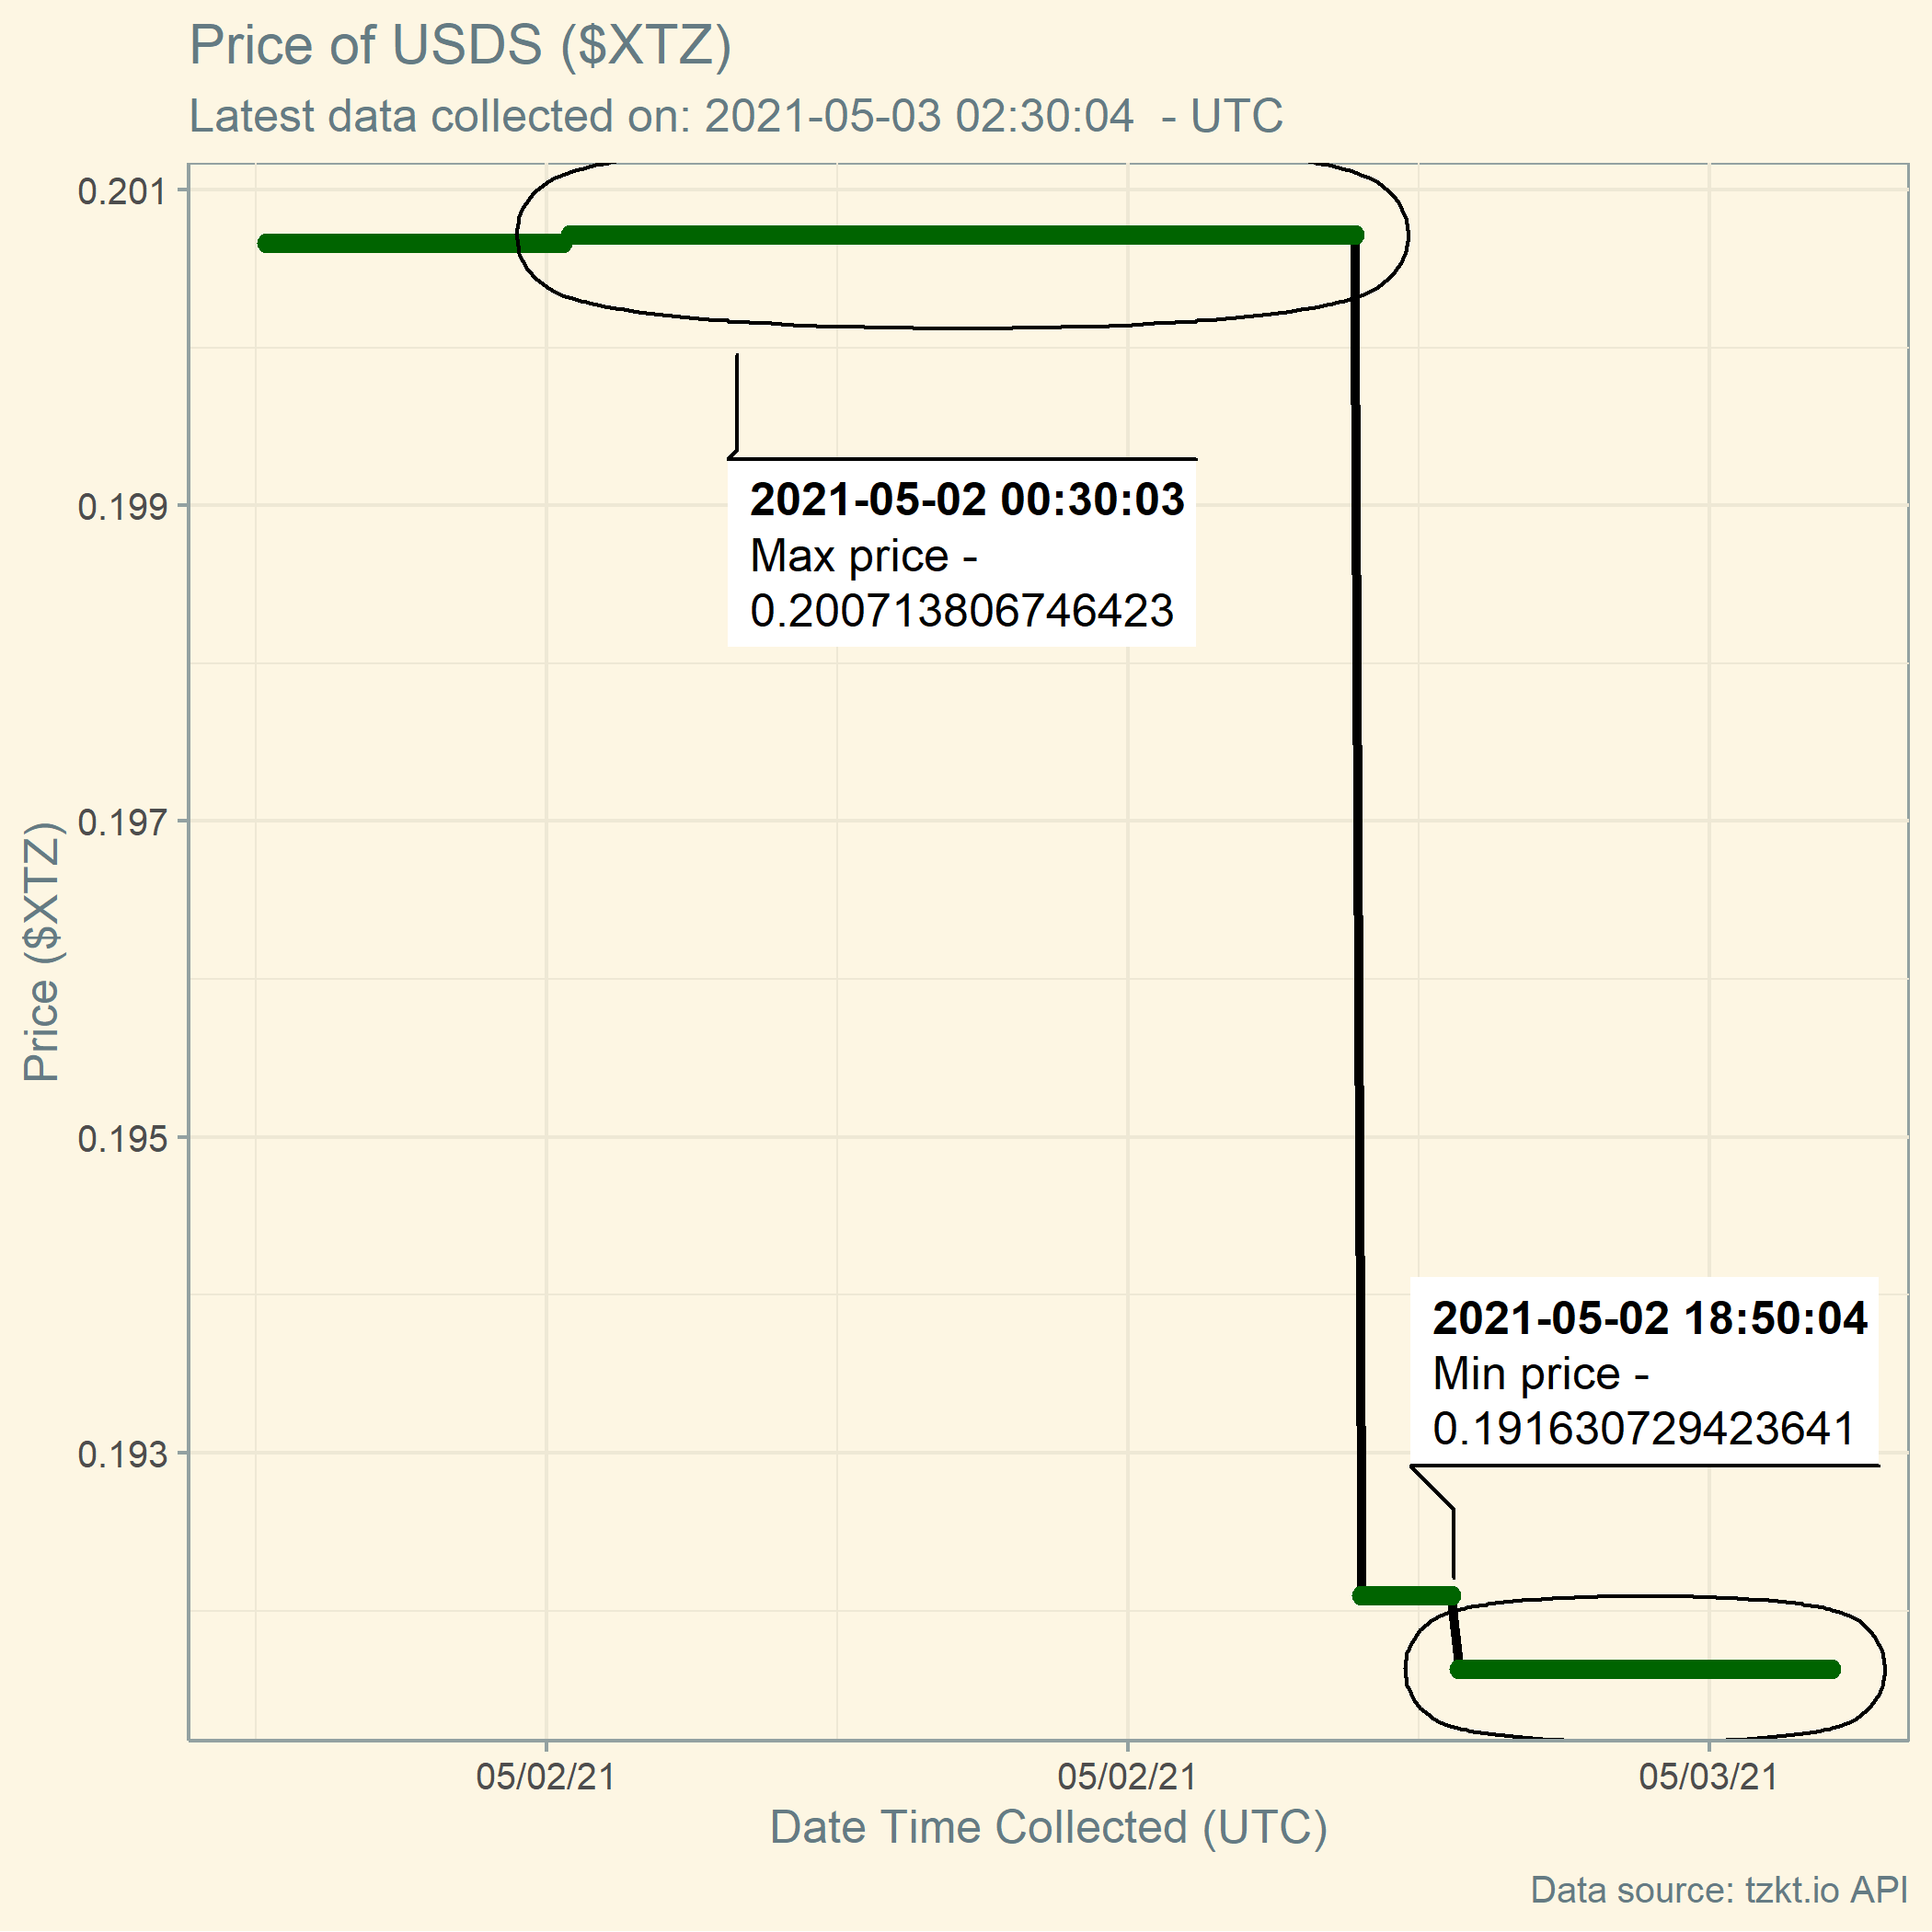 Price of USDS ($XTZ)
Latest data collected on: 2021-05-03 02:30:04 - UTC
0.201
0.199
0.197
0.195
0.193
Price ($XTZ)
2021-05-02 00:30:03
Max price -
0.200713806746423
2021-05-02 18:50:04
Min price -
0.191630729423641
05/02/21
05/02/21
05/03/21
Date Time Collected (UTC)
Data source: tzkt.io API